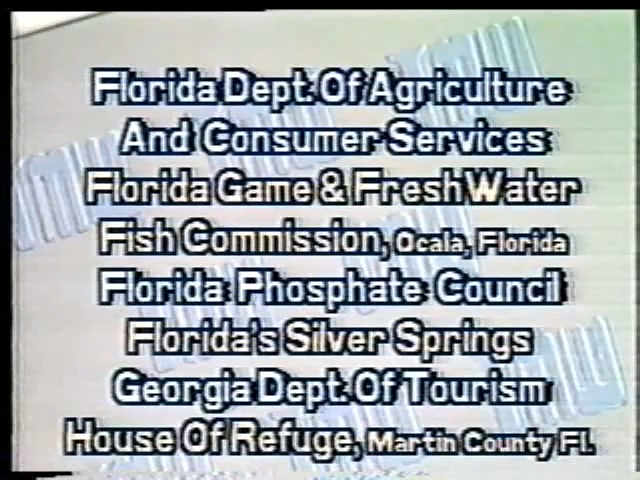 Florida Dept. Of Agriculture
And Consumer Services
Florida Game & Fresh Water
Fish Commission, Ocala, Florida
Florida Phosphate Council
Florida's Silver Springs
Georgia Dept. Of Tourism
House Of Refuge, Martin County Fl.